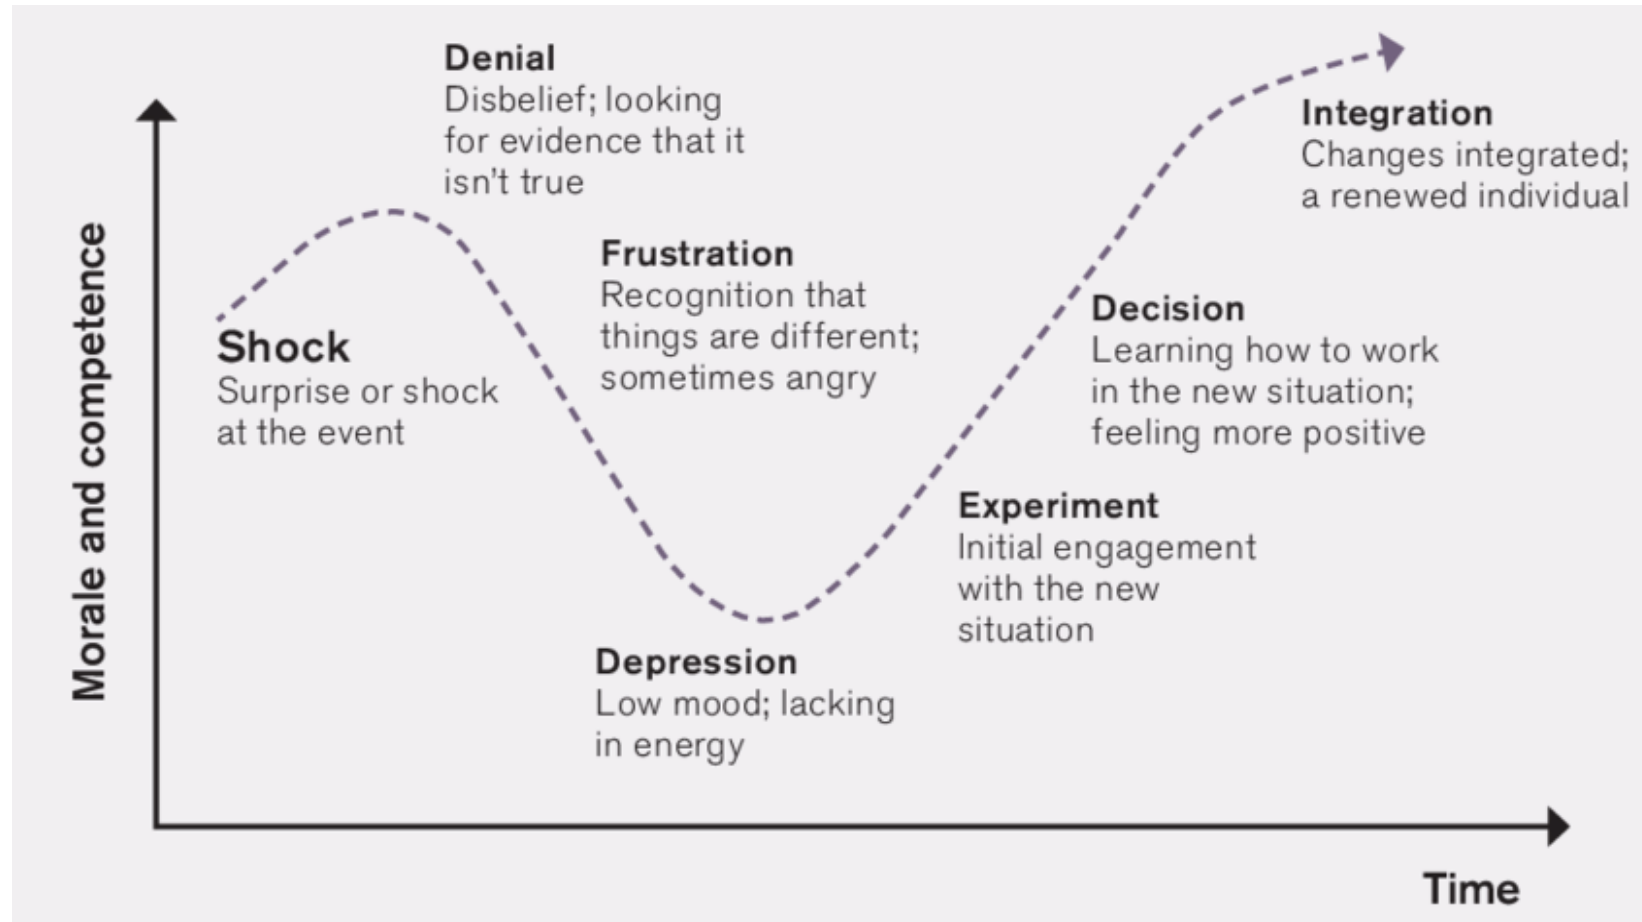 Denial
Disbelief; looking
for evidence that it
isn't true
Frustration
Recognition that
things are different;
sometimes angry
Shock
Surprise or shock
at the event
Depression
Low mood; lacking
in energy
Experiment
Initial engagement
with the new
situation
Decision
Learning how to work
in the new situation;
feeling more positive
Integration
Changes integrated;
a renewed individual
Morale and competence
Time